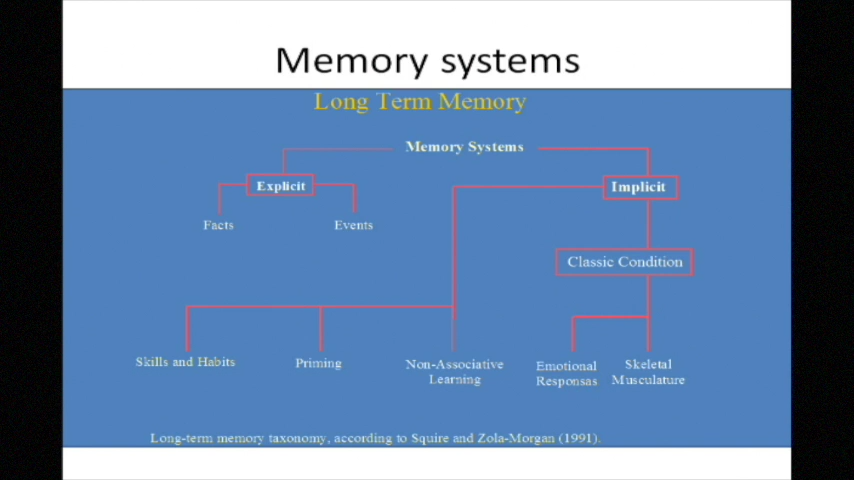 Memory systems
Long Term Memory
Memory Systems
Explicit
Implicit
Facts
Events
Classic Condition
Skills and Habits
Priming
Non-Associative
Learning
Emotional
Responsas
Skeletal
Musculature
Long-term memory taxonomy, according to Squire and Zola-Morgan (1991).